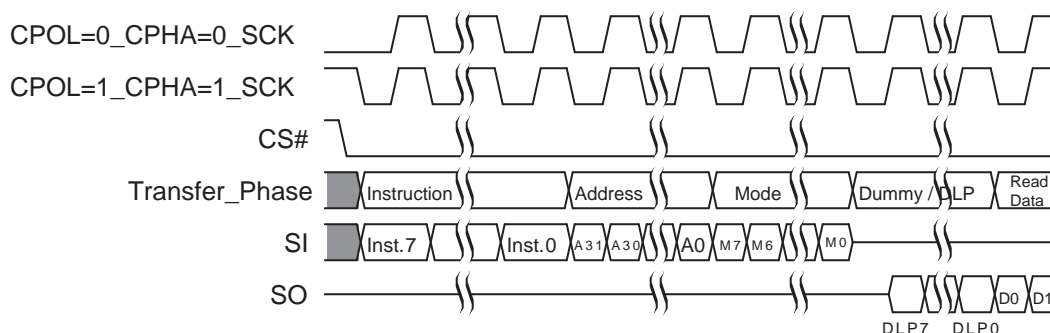 CPOL=0_CPHA=0_SCK
CPOL=1_CPHA=1_SCK
CS#
Transfer_Phase Instruction Address Mode Dummy / DLP Read Data
SI Inst.7 Inst.0 A31 A30 A0 M7 M6 M0
SO D0 D1
DLP7 DLP0